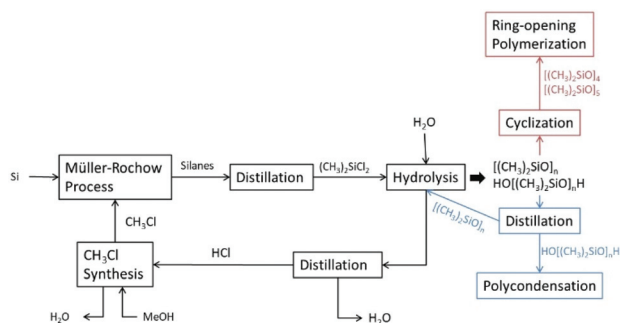 Ring-opening
Polymerization
[(CH₃)₂SiO]₄
[(CH₃)₂SiO]₅
Cyclization
H₂O
Si
Müller-Rochow
Process
Silanes
Distillation
(CH₃)₂SiCl₂
Hydrolysis
[(CH₃)₂SiO]ₙ
HO[(CH₃)₂SiO]ₙH
[(CH₃)₂SiO]ₙ
Distillation
CH₃Cl
HO[(CH₃)₂SiO]ₙH
CH₃Cl
Synthesis
HCl
Distillation
Polycondensation
H₂O
MeOH
H₂O